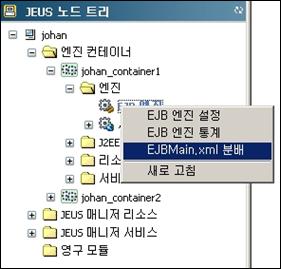 JEUS 노드 트리
johan
엔진 컨테이너
johan_container1
엔진
EJB 엔진 설정
EJB 엔진 통계
J2EE
EJBMain.xml 분배
리소
서비
새로 고침
johan_container2
JEUS 매니저 리소스
JEUS 매니저 서비스
영구 모듈